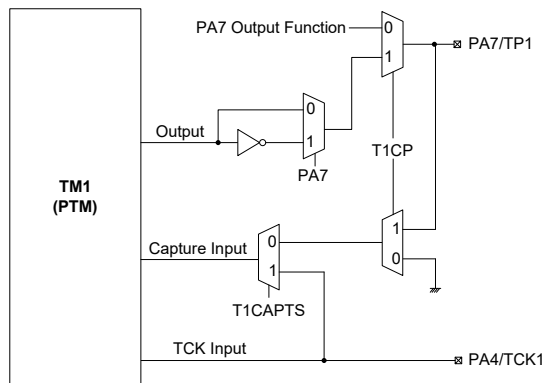 PA7 Output Function
0
1
PA7/TP1
Output
0
1
T1CP
PA7
TM1
(PTM)
Capture Input
0
1
1
0
T1CAPTS
TCK Input
PA4/TCK1